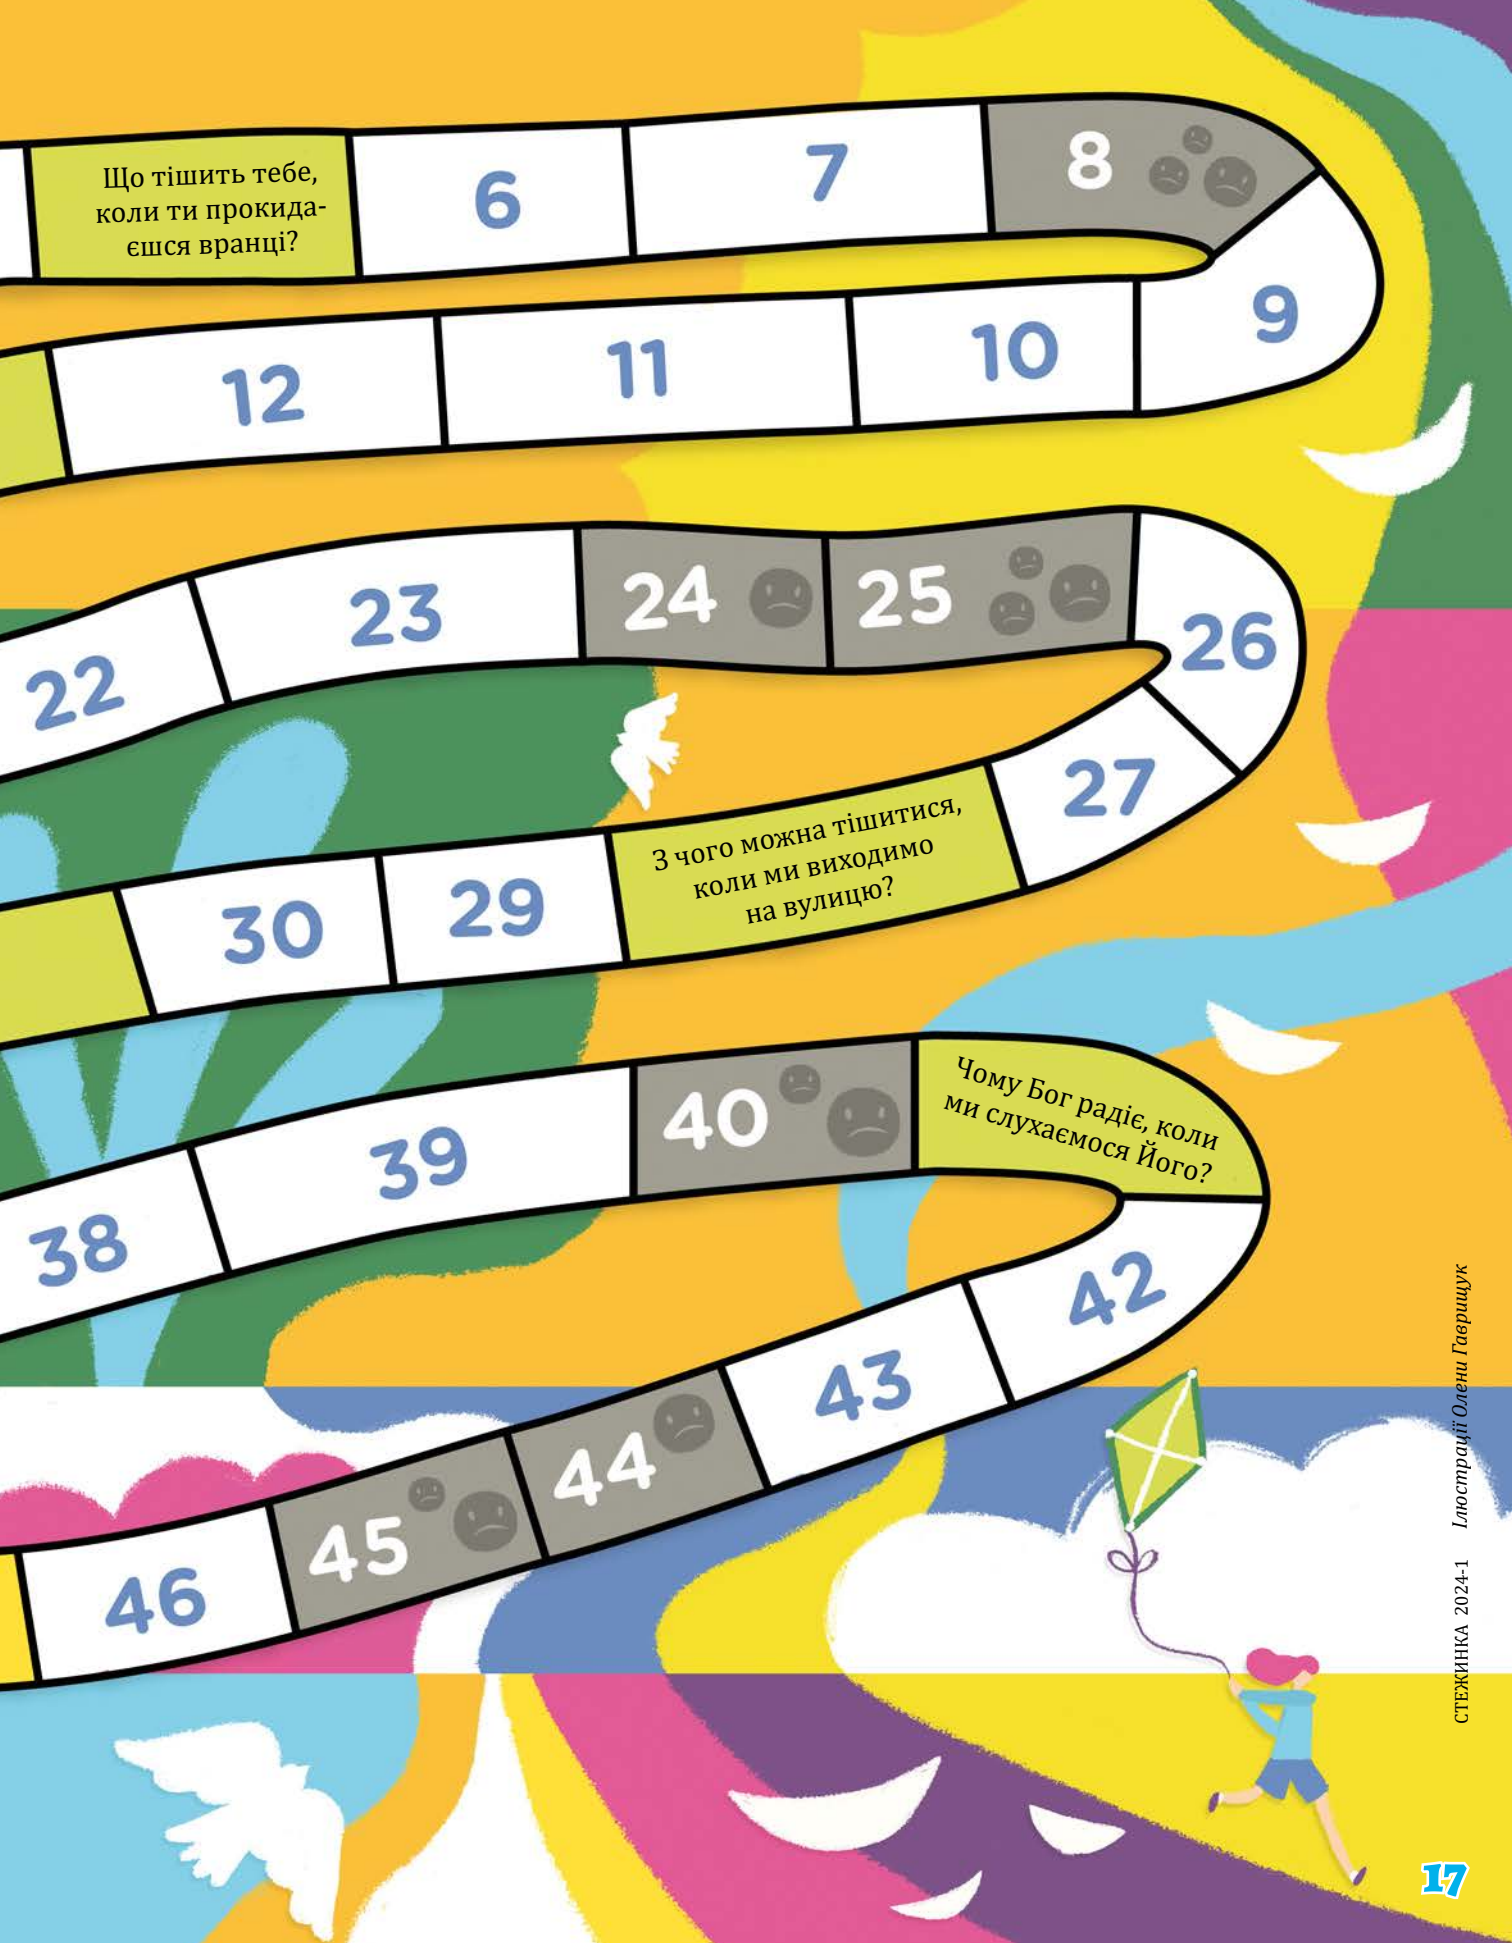 Що тішить тебе,
коли ти прокида-
єшся вранці?
6
7
8
9
10
11
12
22
23
24
25
26
27
З чого можна тішитися,
коли ми виходимо
на вулицю?
29
30
38
39
40
Чому Бог радіє, коли
ми слухаємося Його?
42
43
44
45
46
СТЕЖИНКА 2024-1 Ілюстрації Олени Гаврищук
17